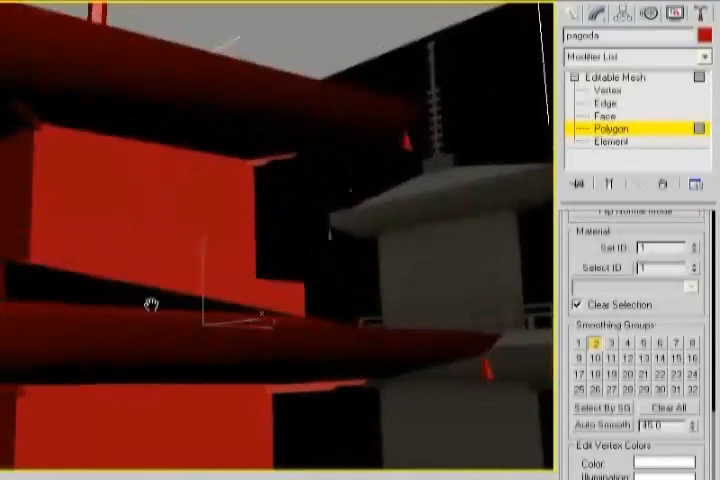 pagoda
Modifier List
Editable Mesh
Vertex
Edge
Face
Polygon
Element
Material:
Set ID: 1
Select ID 1
Clear Selection
Smoothing Groups:
1 2 3 4 5 6 7 8
9 10 11 12 13 14 15 16
17 18 19 20 21 22 23 24
25 26 27 28 29 30 31 32
Select By SG Clear All
Auto Smooth 45.0
Edit Vertex Colors
Color:
Illumination:
x